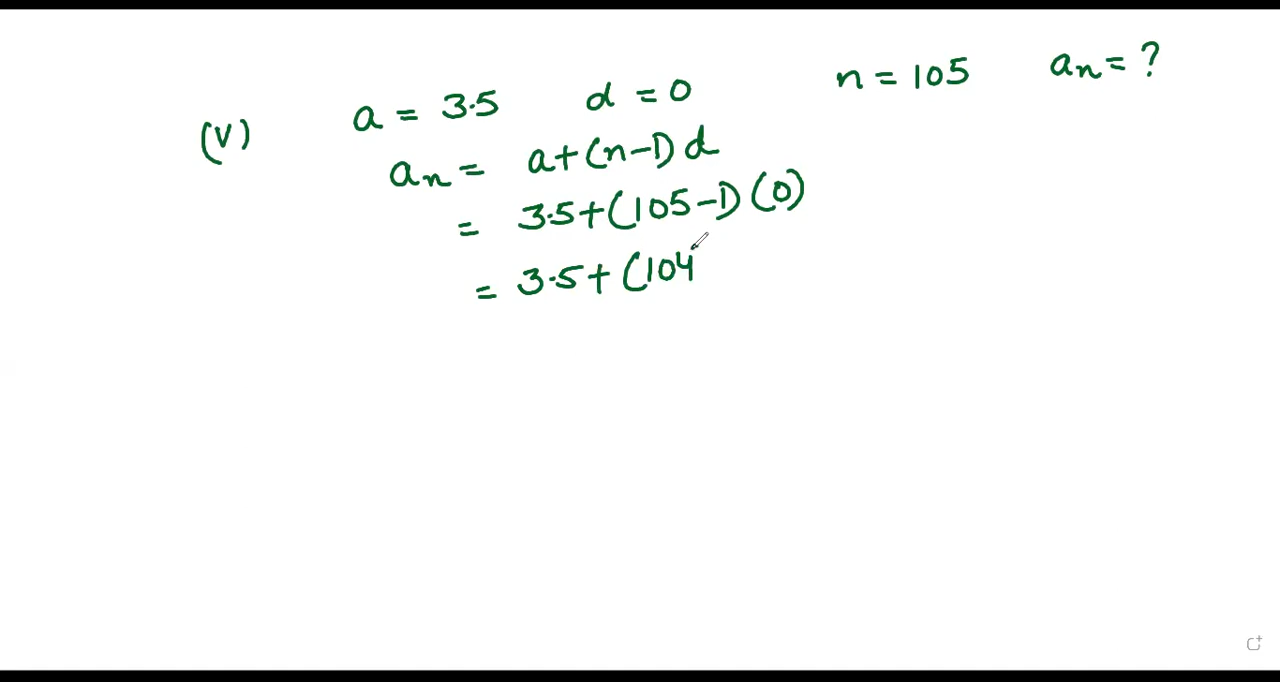 (V) a = 3.5 d = 0 n = 105 an = ?
an = a+(n-1)d
= 3.5+(105-1)(0)
= 3.5+(104